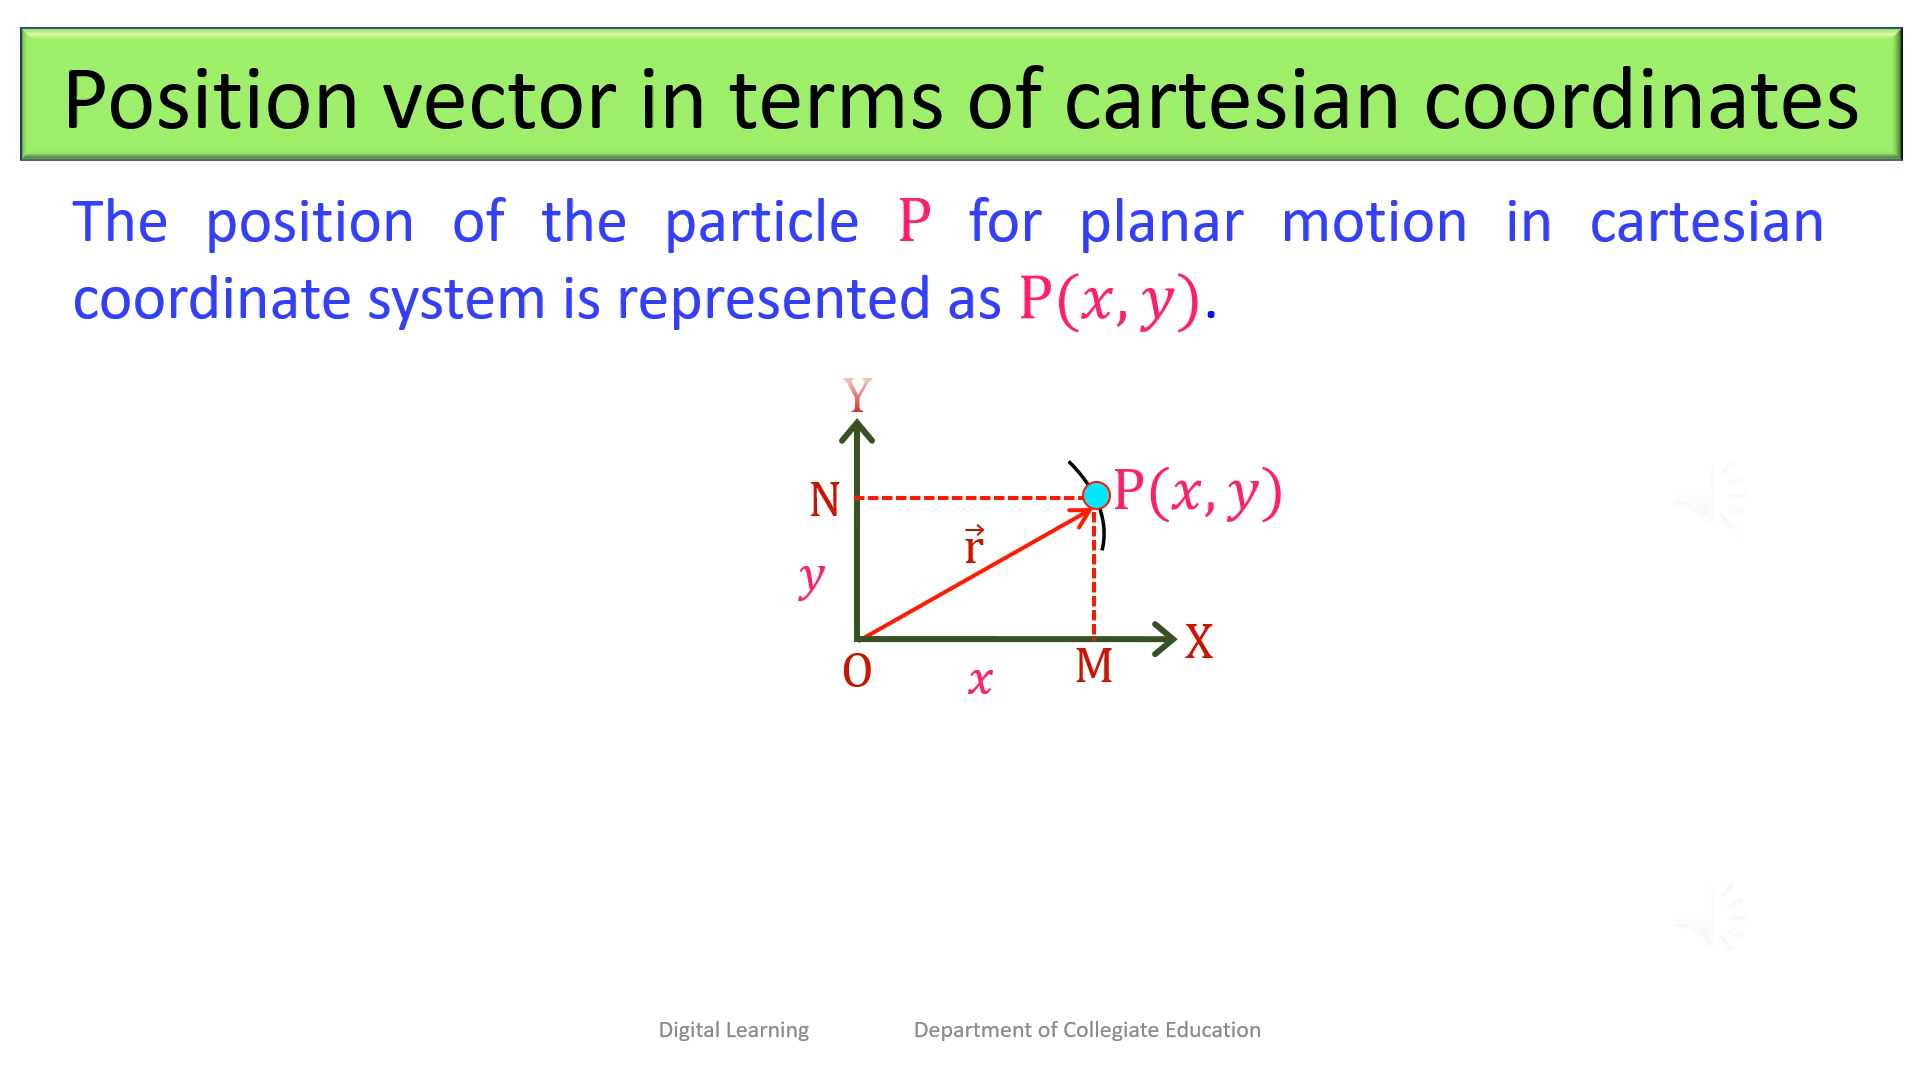 Position vector in terms of cartesian coordinates
The position of the particle P for planar motion in cartesian
coordinate system is represented as P(x, y).
Y
N
P(x, y)
r⃗
y
X
O
x
M
Digital Learning
Department of Collegiate Education